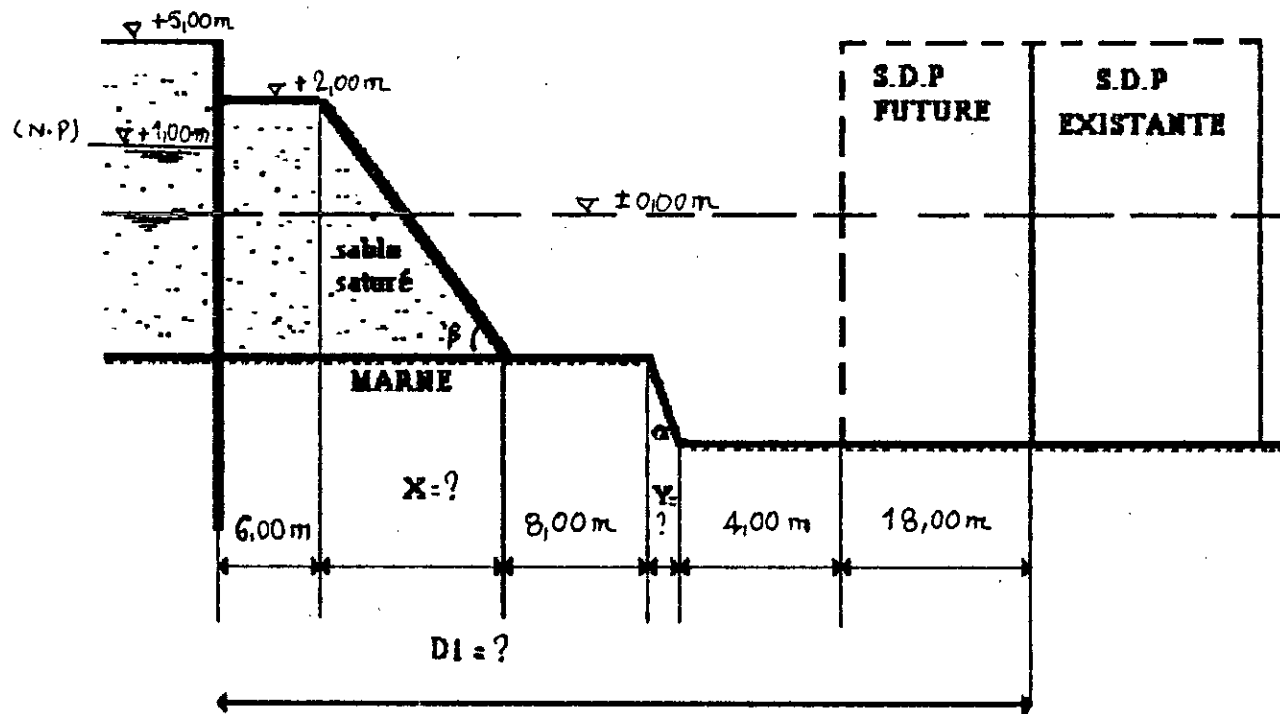 +5,00m
+2,00m
(N.P) +1,00m
S.D.P
FUTURE
S.D.P
EXISTANTE
±0,00m
sable
saturé
β
MARNE
α
X=?
Y=
?
6,00m
8,00m
4,00m
18,00m
D1=?